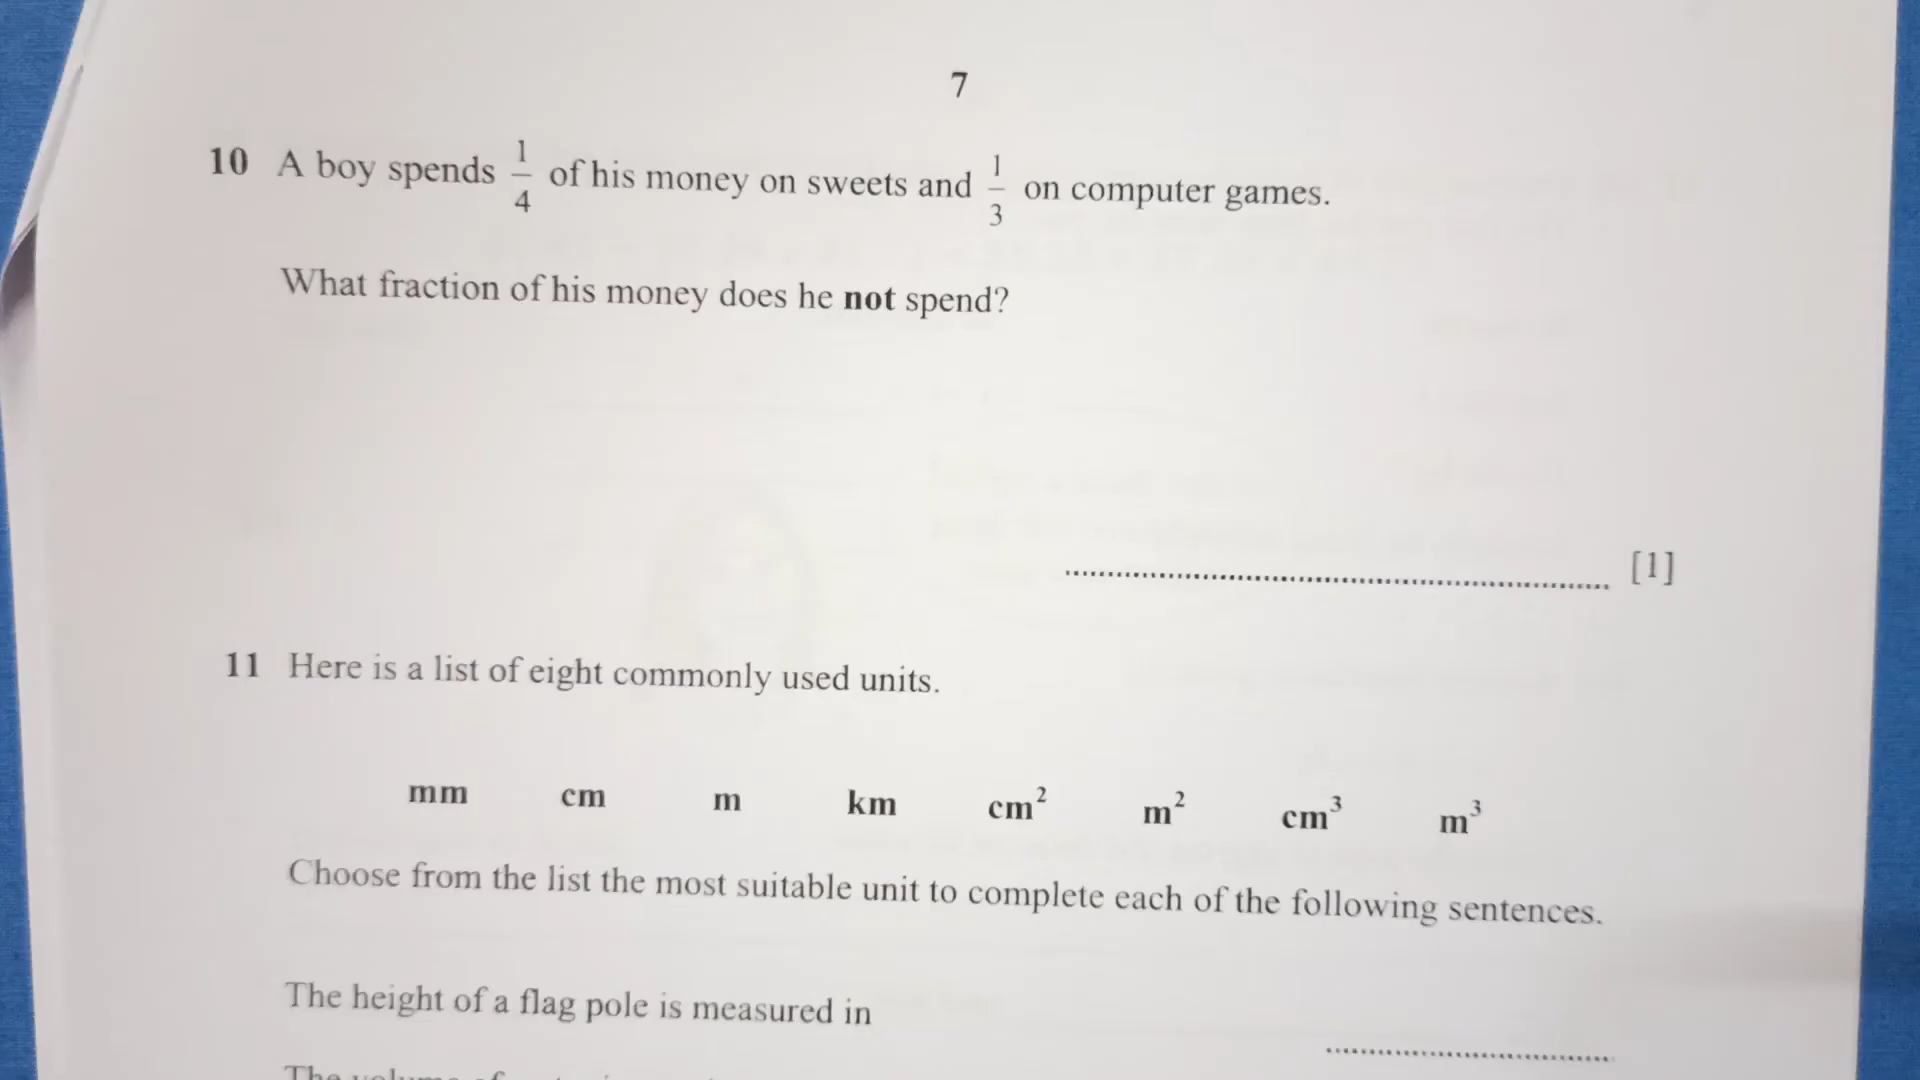 7
10 A boy spends 1/4 of his money on sweets and 1/3 on computer games.
What fraction of his money does he not spend?
[1]
11 Here is a list of eight commonly used units.
mm cm m km cm² m² cm³ m³
Choose from the list the most suitable unit to complete each of the following sentences.
The height of a flag pole is measured in
The volume of